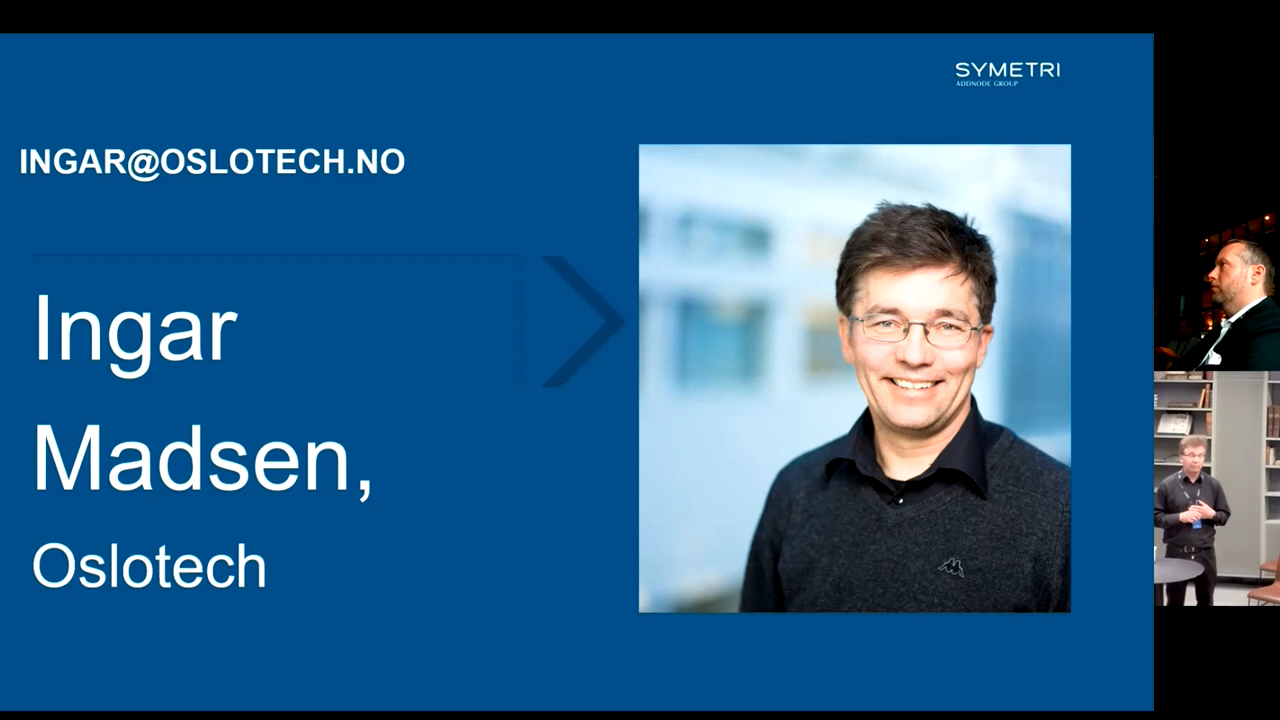 SYMETRI
ADDNODE GROUP
INGAR@OSLOTECH.NO
Ingar
Madsen,
Oslotech